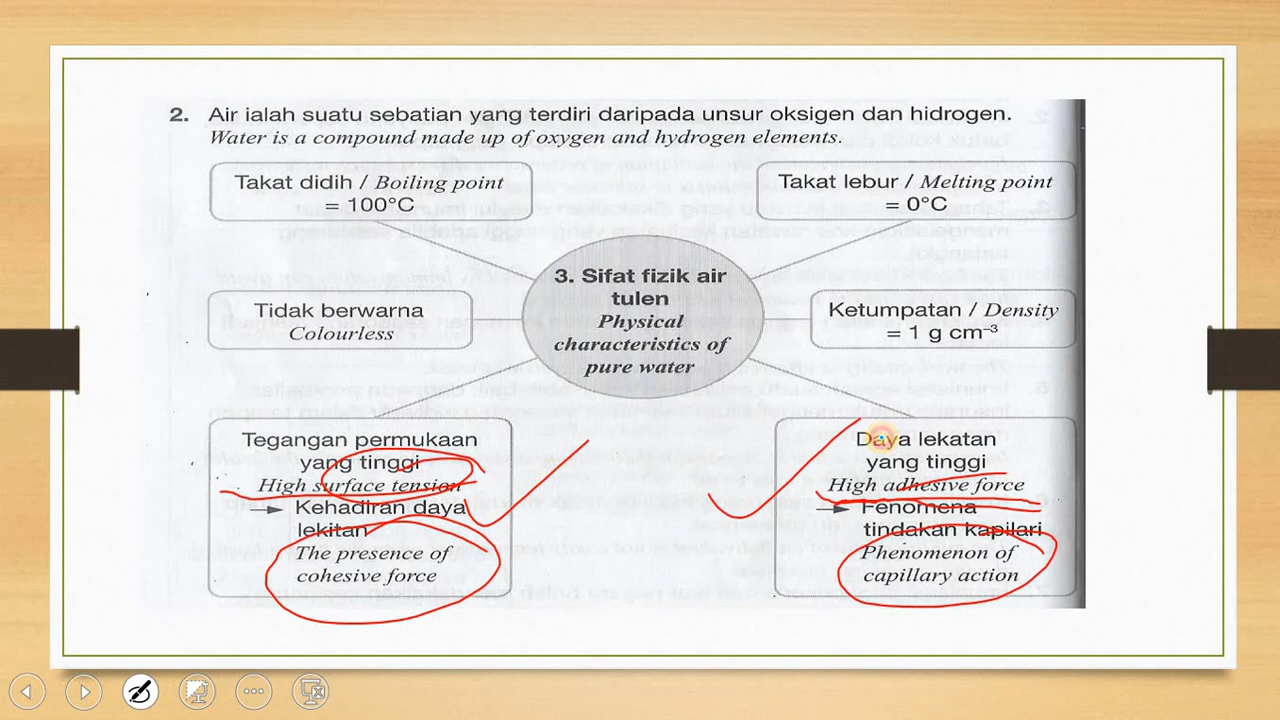 2. Air ialah suatu sebatian yang terdiri daripada unsur oksigen dan hidrogen.
Water is a compound made up of oxygen and hydrogen elements.
Takat didih / Boiling point
= 100°C
Takat lebur / Melting point
= 0°C
3. Sifat fizik air
tulen
Physical
characteristics of
pure water
Tidak berwarna
Colourless
Ketumpatan / Density
= 1 g cm⁻³
Tegangan permukaan
yang tinggi
High surface tension
→ Kehadiran daya
lekitan
The presence of
cohesive force
Daya lekatan
yang tinggi
High adhesive force
→ Fenomena
tindakan kapilari
Phenomenon of
capillary action